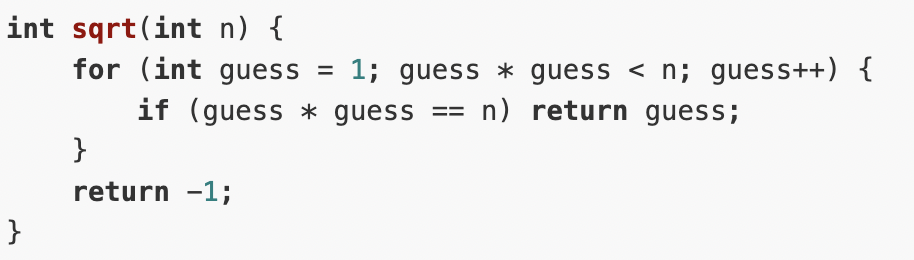 int sqrt(int n) {
    for (int guess = 1; guess * guess < n; guess++) {
        if (guess * guess == n) return guess;
    }
    return -1;
}